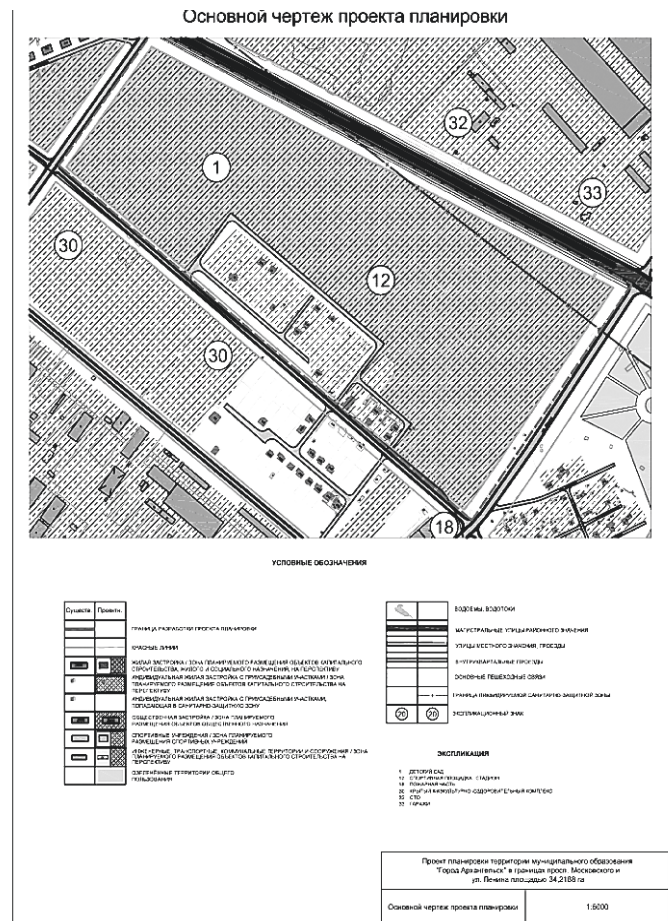 Основной чертеж проекта планировки
32
1
33
30
12
30
18
УСЛОВНЫЕ ОБОЗНАЧЕНИЯ
Существ. Проектн.
ГРАНИЦА РАЗРАБОТКИ ПРОЕКТА ПЛАНИРОВКИ
КРАСНЫЕ ЛИНИИ
ЖИЛАЯ ЗАСТРОЙКА / ЗОНА ПЛАНИРУЕМОГО РАЗМЕЩЕНИЯ ОБЪЕКТОВ КАПИТАЛЬНОГО
СТРОИТЕЛЬСТВА, ЖИЛОГО И СОЦИАЛЬНОГО НАЗНАЧЕНИЯ, НА ПЕРСПЕКТИВУ
ИНДИВИДУАЛЬНАЯ ЖИЛАЯ ЗАСТРОЙКА С ПРИУСАДЕБНЫМИ УЧАСТКАМИ / ЗОНА
ПЛАНИРУЕМОГО РАЗМЕЩЕНИЯ ОБЪЕКТОВ КАПИТАЛЬНОГО СТРОИТЕЛЬСТВА НА
ПЕРСПЕКТИВУ
ИНДИВИДУАЛЬНАЯ ЖИЛАЯ ЗАСТРОЙКА С ПРИУСАДЕБНЫМИ УЧАСТКАМИ,
ПОПАДАЮЩАЯ В САНИТАРНО-ЗАЩИТНУЮ ЗОНУ
ОБЩЕСТВЕННАЯ ЗАСТРОЙКА / ЗОНА ПЛАНИРУЕМОГО
РАЗМЕЩЕНИЯ ОБЪЕКТОВ ОБЩЕСТВЕННОГО НАЗНАЧЕНИЯ
СПОРТИВНЫЕ УЧРЕЖДЕНИЯ / ЗОНА ПЛАНИРУЕМОГО
РАЗМЕЩЕНИЯ СПОРТИВНЫХ УЧРЕЖДЕНИЙ
ИНЖЕНЕРНЫЕ, ТРАНСПОРТНЫЕ, КОММУНАЛЬНЫЕ ТЕРРИТОРИИ И СООРУЖЕНИЯ / ЗОНА
ПЛАНИРУЕМОГО РАЗМЕЩЕНИЯ ОБЪЕКТОВ КАПИТАЛЬНОГО СТРОИТЕЛЬСТВА НА
ПЕРСПЕКТИВУ
ОЗЕЛЕНЁННЫЕ ТЕРРИТОРИИ ОБЩЕГО
ПОЛЬЗОВАНИЯ
ВОДОЕМЫ, ВОДОТОКИ
МАГИСТРАЛЬНЫЕ УЛИЦЫ РАЙОННОГО ЗНАЧЕНИЯ
УЛИЦЫ МЕСТНОГО ЗНАЧЕНИЯ, ПРОЕЗДЫ
ВНУТРИКВАРТАЛЬНЫЕ ПРОЕЗДЫ
ОСНОВНЫЕ ПЕШЕХОДНЫЕ СВЯЗИ
ГРАНИЦА ЛИКВИДИРУЕМОЙ САНИТАРНО-ЗАЩИТНОЙ ЗОНЫ
20 20 ЭКСПЛИКАЦИОННЫЙ ЗНАК
ЭКСПЛИКАЦИЯ
1 ДЕТСКИЙ САД
12 СПОРТИВНАЯ ПЛОЩАДКА, СТАДИОН
18 ПОЖАРНАЯ ЧАСТЬ
30 КРЫТЫЙ ФИЗКУЛЬТУРНО-ОЗДОРОВИТЕЛЬНЫЙ КОМПЛЕКС
32 СТО
33 ГАРАЖИ
Проект планировки территории муниципального образования
"Город Архангельск" в границах просп. Московского и
ул. Ленина площадью 34,2188 га
Основной чертеж проекта планировки 1:5000